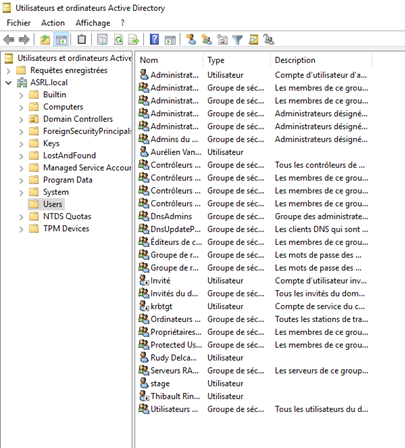 Utilisateurs et ordinateurs Active Directory
Fichier Action Affichage ?
Utilisateurs et ordinateurs Active
Requêtes enregistrées
ASRL.local
Builtin
Computers
Domain Controllers
ForeignSecurityPrincipals
Keys
LostAndFound
Managed Service Accour
Program Data
System
Users
NTDS Quotas
TPM Devices
Nom Type Description
Administrat... Utilisateur Compte d'utilisateur d'a...
Administrat... Groupe de séc... Les membres de ce grou...
Administrat... Groupe de séc... Les membres de ce grou...
Administrat... Groupe de séc... Administrateurs désigné...
Administrat... Groupe de séc... Administrateurs désigné...
Admins du ... Groupe de séc... Administrateurs désigné...
Aurélien Van... Utilisateur
Contrôleurs ... Groupe de séc... Tous les contrôleurs de ...
Contrôleurs ... Groupe de séc... Les membres de ce grou...
Contrôleurs ... Groupe de séc... Les membres de ce grou...
Contrôleurs ... Groupe de séc... Les membres de ce grou...
DnsAdmins Groupe de séc... Groupe des administrate...
DnsUpdateP... Groupe de séc... Les clients DNS qui sont ...
Éditeurs de c... Groupe de séc... Les membres de ce grou...
Groupe de r... Groupe de séc... Les mots de passe des ...
Groupe de r... Groupe de séc... Les mots de passe des ...
Invité Utilisateur Compte d'utilisateur inv...
Invités du d... Groupe de séc... Tous les invités du dom...
krbtgt Utilisateur Compte de service du c...
Ordinateurs ... Groupe de séc... Toutes les stations de tra...
Propriétaires... Groupe de séc... Les membres de ce grou...
Protected Us... Groupe de séc... Les membres de ce grou...
Rudy Delca... Utilisateur
Serveurs RA... Groupe de séc... Les serveurs de ce group...
stage Utilisateur
Thibault Rin... Utilisateur
Utilisateurs ... Groupe de séc... Tous les utilisateurs du d...